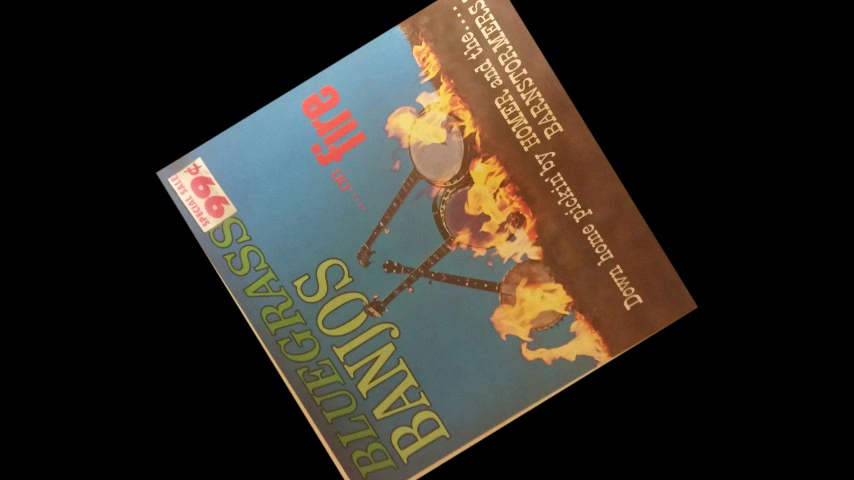 SPECIAL SALE
99¢
BLUEGRASS
BANJOS
.....on fire
Down home pickin' by HOMER and the....
BARNSTORMERS